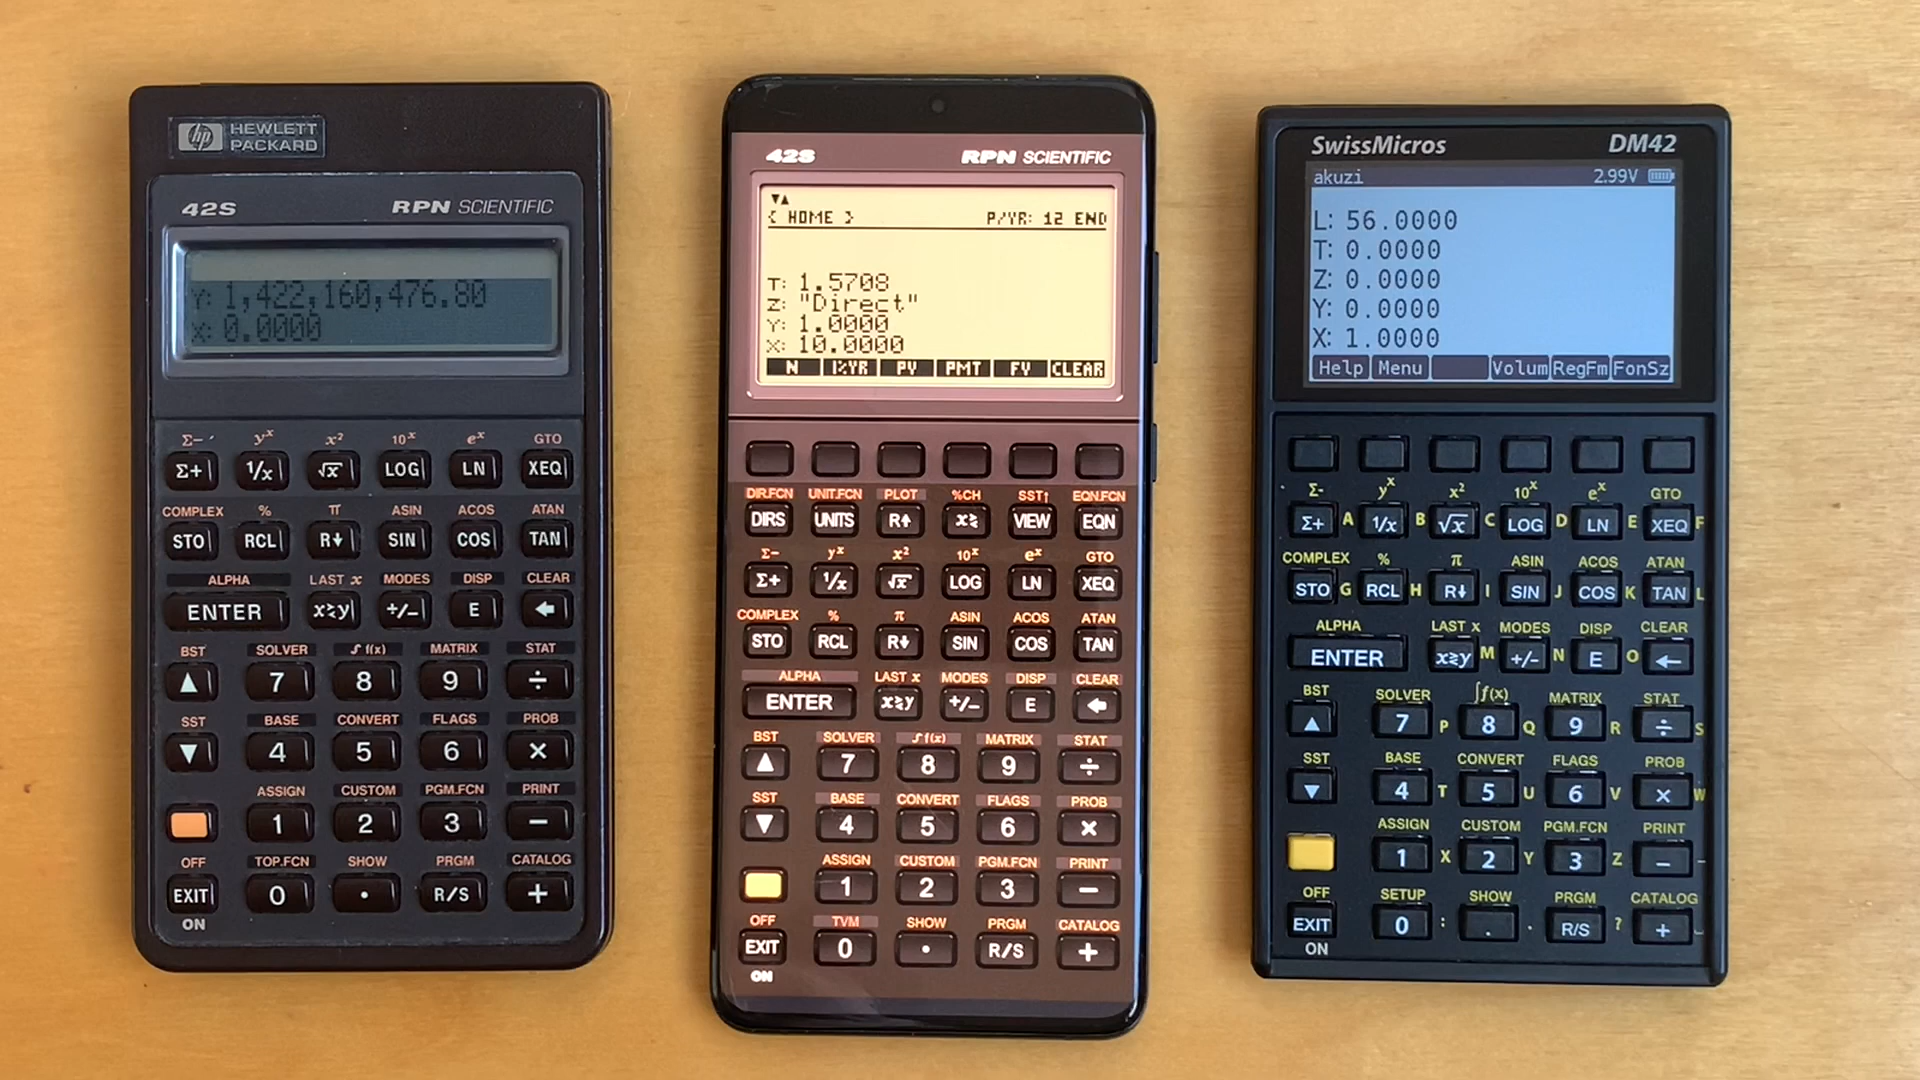 hp HEWLETT
PACKARD
42S RPN SCIENTIFIC
Y: 1,422,160,476.80
X: 0.0000
Σ- y^x x² 10^x e^x GTO
Σ+ 1/x √x LOG LN XEQ
COMPLEX % π ASIN ACOS ATAN
STO RCL R↓ SIN COS TAN
ALPHA LAST x MODES DISP CLEAR
ENTER x≷y +/- E ←
BST SOLVER ∫f(x) MATRIX STAT
▲ 7 8 9 ÷
SST BASE CONVERT FLAGS PROB
▼ 4 5 6 ×
ASSIGN CUSTOM PGM.FCN PRINT
1 2 3 −
OFF TOP.FCN SHOW PRGM CATALOG
EXIT 0 · R/S +
ON
42S RPN SCIENTIFIC
▼▲
{ HOME } P/YR: 12 END
T: 1.5708
Z: "Direct"
Y: 1.0000
X: 10.0000
N I%YR PV PMT FV CLEAR
DIR.FCN UNIT.FCN PLOT %CH SST↑ EQN.FCN
DIRS UNITS R↑ x≷ VIEW EQN
Σ- y^x x² 10^x e^x GTO
Σ+ 1/x √x LOG LN XEQ
COMPLEX % π ASIN ACOS ATAN
STO RCL R↓ SIN COS TAN
ALPHA LAST x MODES DISP CLEAR
ENTER x≷y +/- E ←
BST SOLVER ∫f(x) MATRIX STAT
▲ 7 8 9 ÷
SST BASE CONVERT FLAGS PROB
▼ 4 5 6 ×
ASSIGN CUSTOM PGM.FCN PRINT
1 2 3 −
OFF TVM SHOW PRGM CATALOG
EXIT 0 · R/S +
ON
SwissMicros DM42
akuzi 2.99V
L: 56.0000
T: 0.0000
Z: 0.0000
Y: 0.0000
X: 1.0000
Help Menu Volum RegFm FonSz
Σ- y^x x² 10^x e^x GTO
Σ+ A 1/x B √x C LOG D LN E XEQ F
COMPLEX % π ASIN ACOS ATAN
STO G RCL H R↓ I SIN J COS K TAN L
ALPHA LAST x MODES DISP CLEAR
ENTER x≷y M +/- N E O ←
BST SOLVER ∫f(x) MATRIX STAT
▲ 7 P 8 Q 9 R ÷ S
SST BASE CONVERT FLAGS PROB
▼ 4 T 5 U 6 V × W
ASSIGN CUSTOM PGM.FCN PRINT
1 X 2 Y 3 Z − -
OFF SETUP SHOW PRGM CATALOG
EXIT 0 : . . R/S ? + ␣
ON